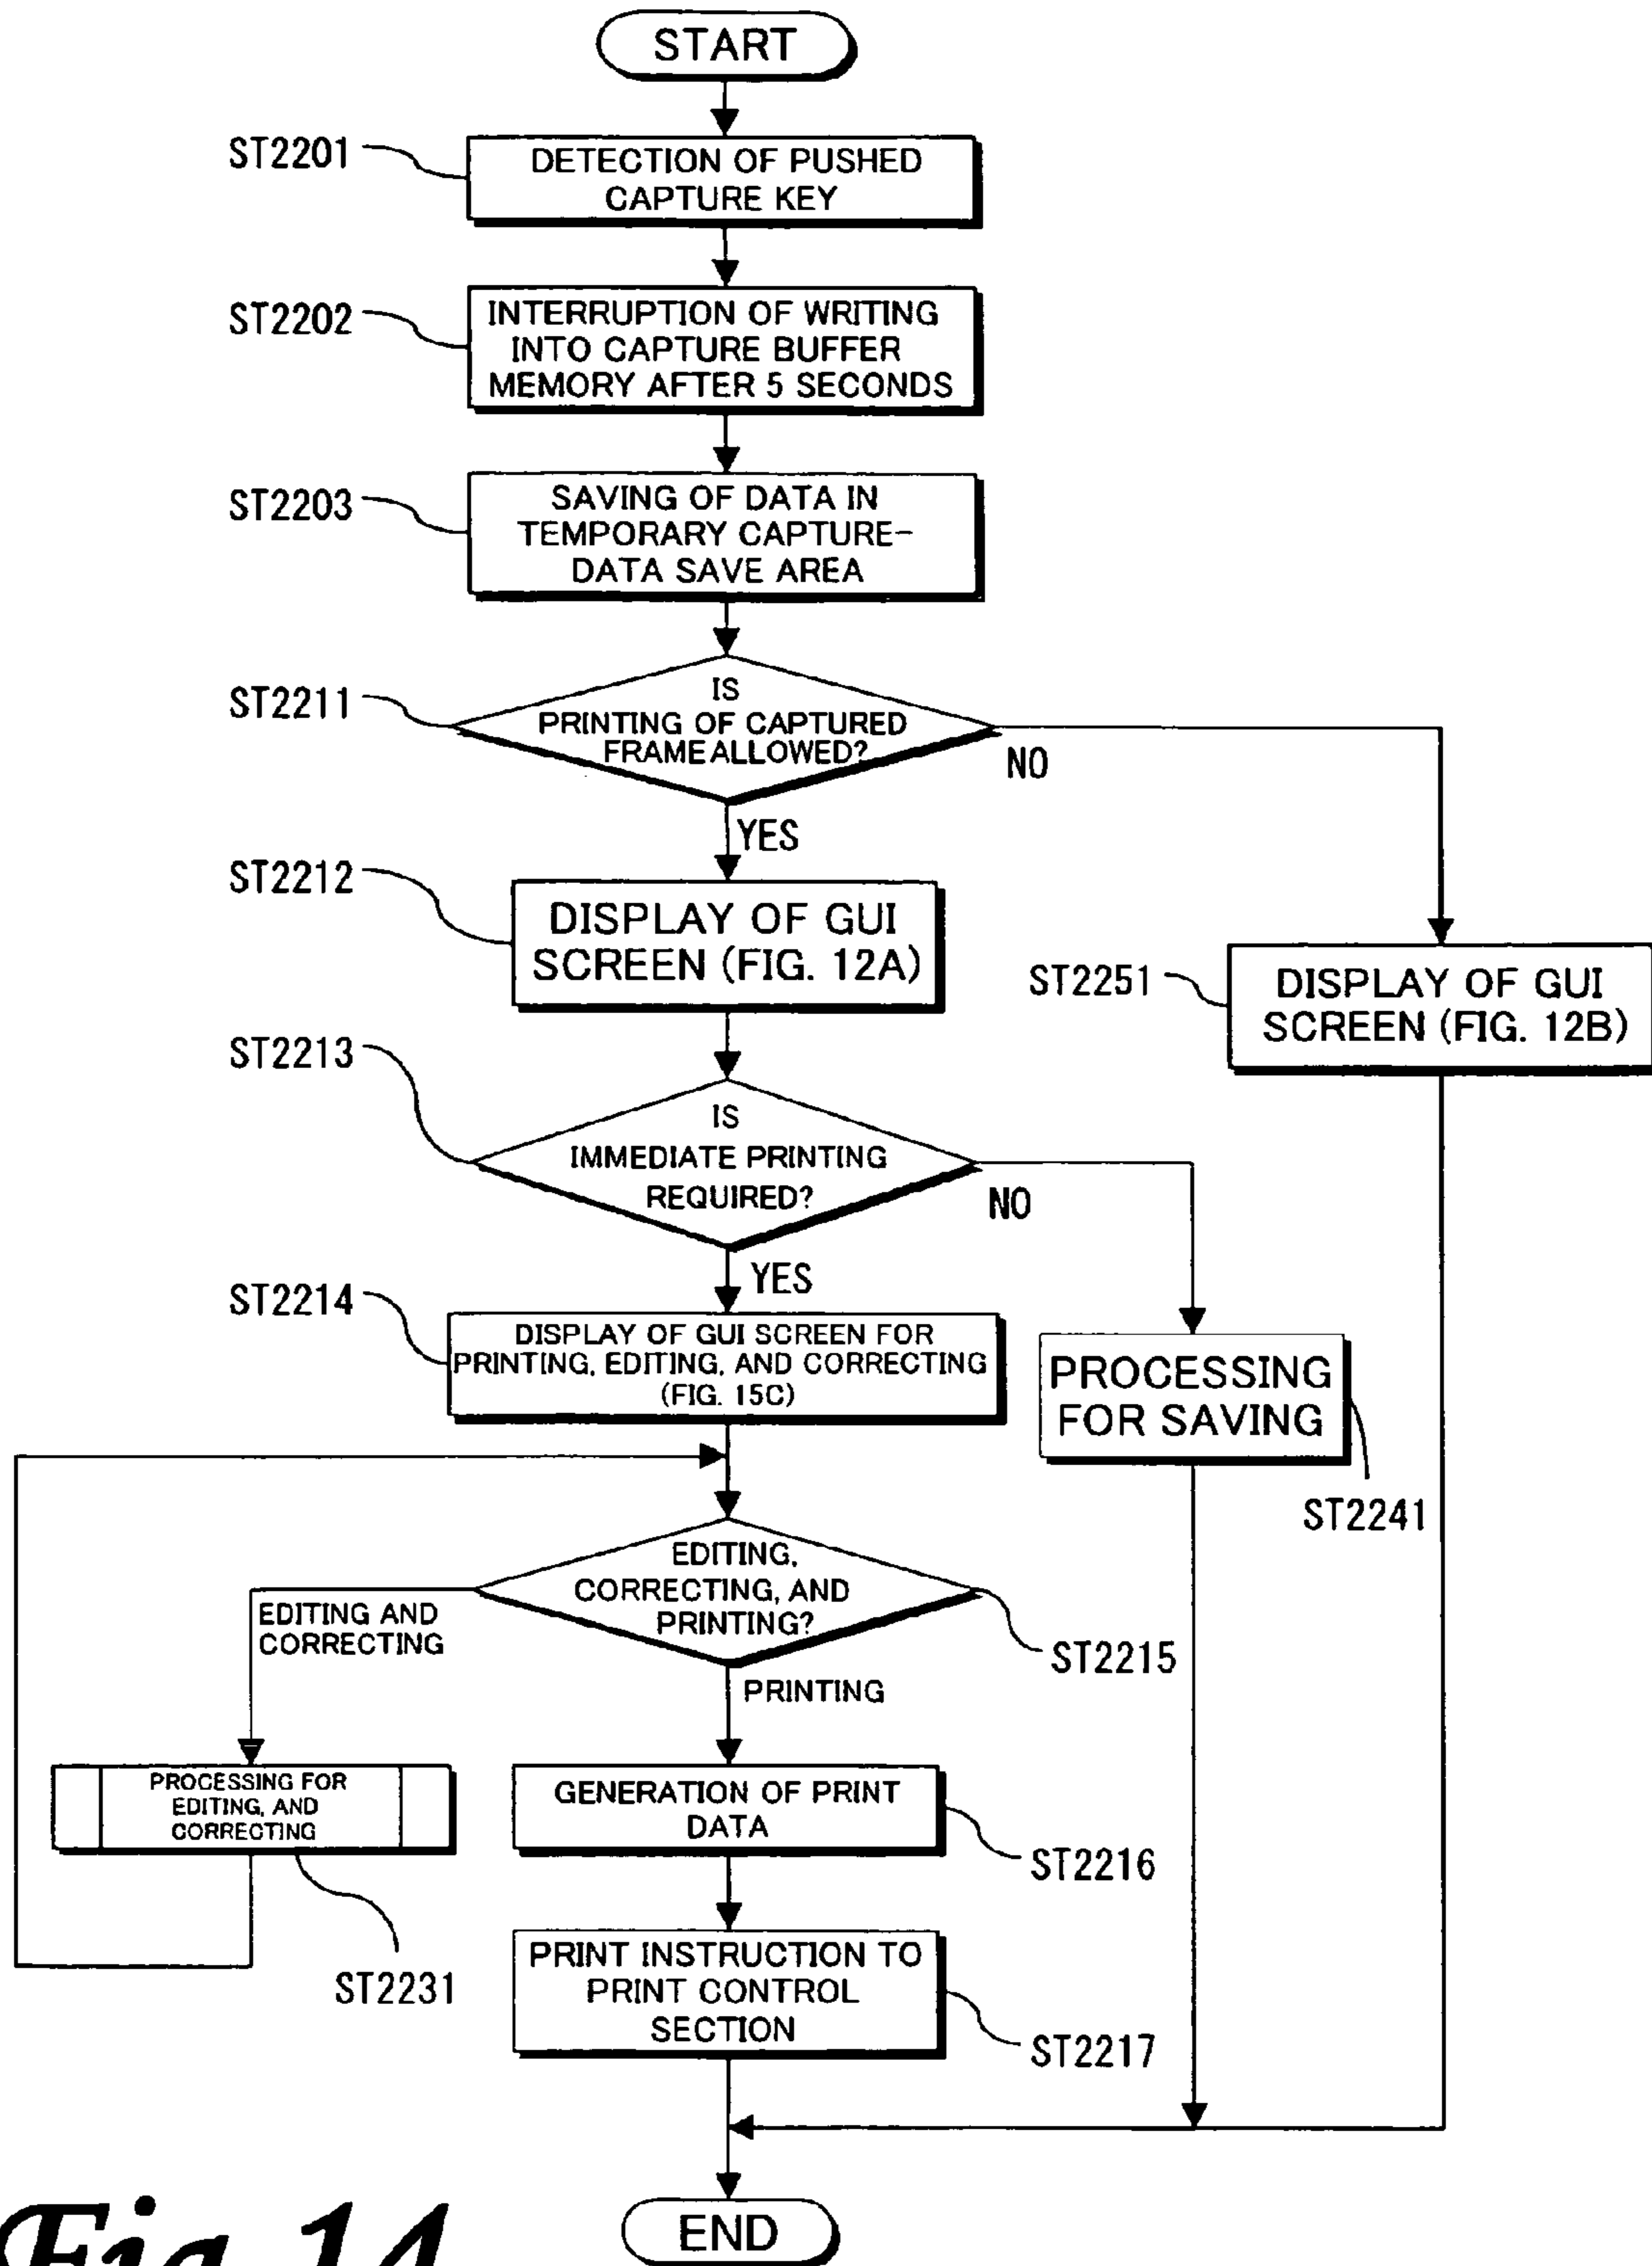 START
ST2201
DETECTION OF PUSHED
CAPTURE KEY
ST2202
INTERRUPTION OF WRITING
INTO CAPTURE BUFFER
MEMORY AFTER 5 SECONDS
ST2203
SAVING OF DATA IN
TEMPORARY CAPTURE-
DATA SAVE AREA
ST2211
IS
PRINTING OF CAPTURED
FRAME ALLOWED?
NO
YES
ST2212
DISPLAY OF GUI
SCREEN (FIG. 12A)
ST2251
DISPLAY OF GUI
SCREEN (FIG. 12B)
ST2213
IS
IMMEDIATE PRINTING
REQUIRED?
NO
YES
ST2214
DISPLAY OF GUI SCREEN FOR
PRINTING, EDITING, AND CORRECTING
(FIG. 15C)
PROCESSING
FOR SAVING
ST2241
EDITING,
CORRECTING, AND
PRINTING?
EDITING AND
CORRECTING
ST2215
PRINTING
PROCESSING FOR
EDITING, AND
CORRECTING
ST2231
GENERATION OF PRINT
DATA
ST2216
PRINT INSTRUCTION TO
PRINT CONTROL
SECTION
ST2217
END
Fig. 14